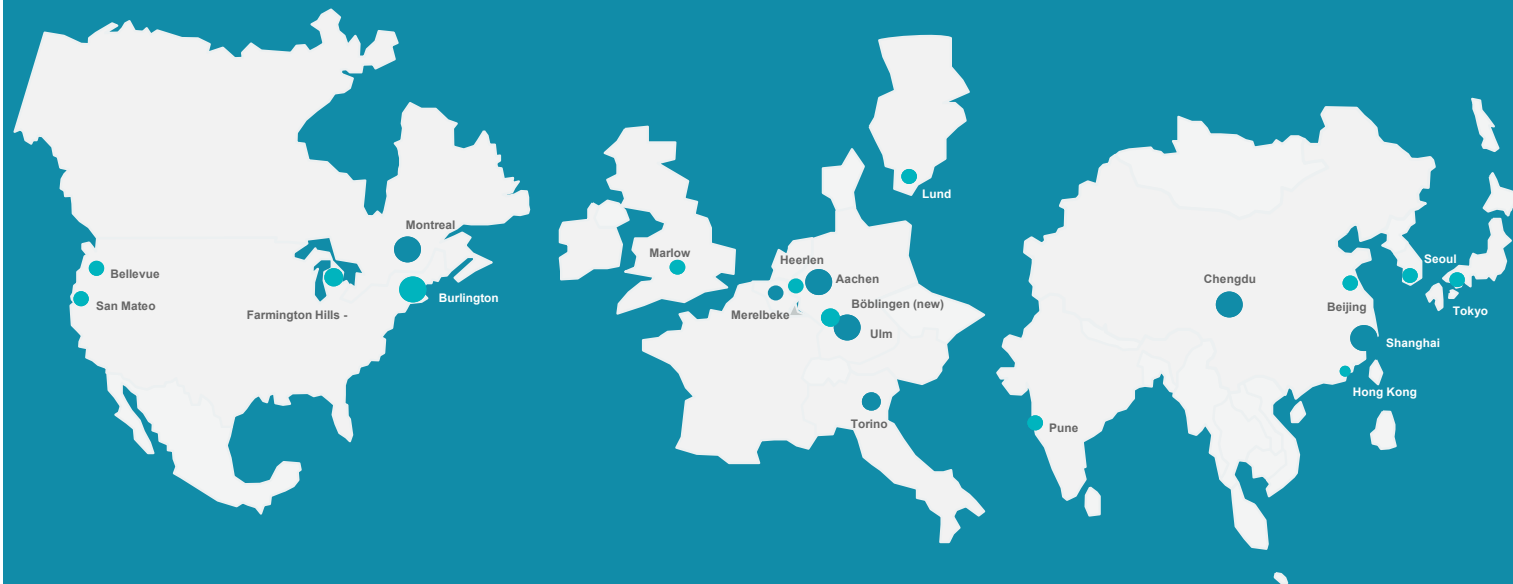 Montreal
Bellevue
San Mateo
Farmington Hills -
Burlington
Lund
Marlow
Heerlen
Aachen
Merelbeke
Böblingen (new)
Ulm
Torino
Seoul
Chengdu
Beijing
Tokyo
Shanghai
Hong Kong
Pune